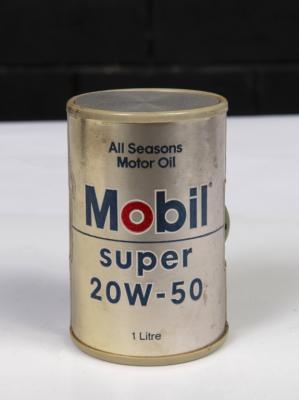 All Seasons
Motor Oil
Mobil
super
20W-50
1 Litre